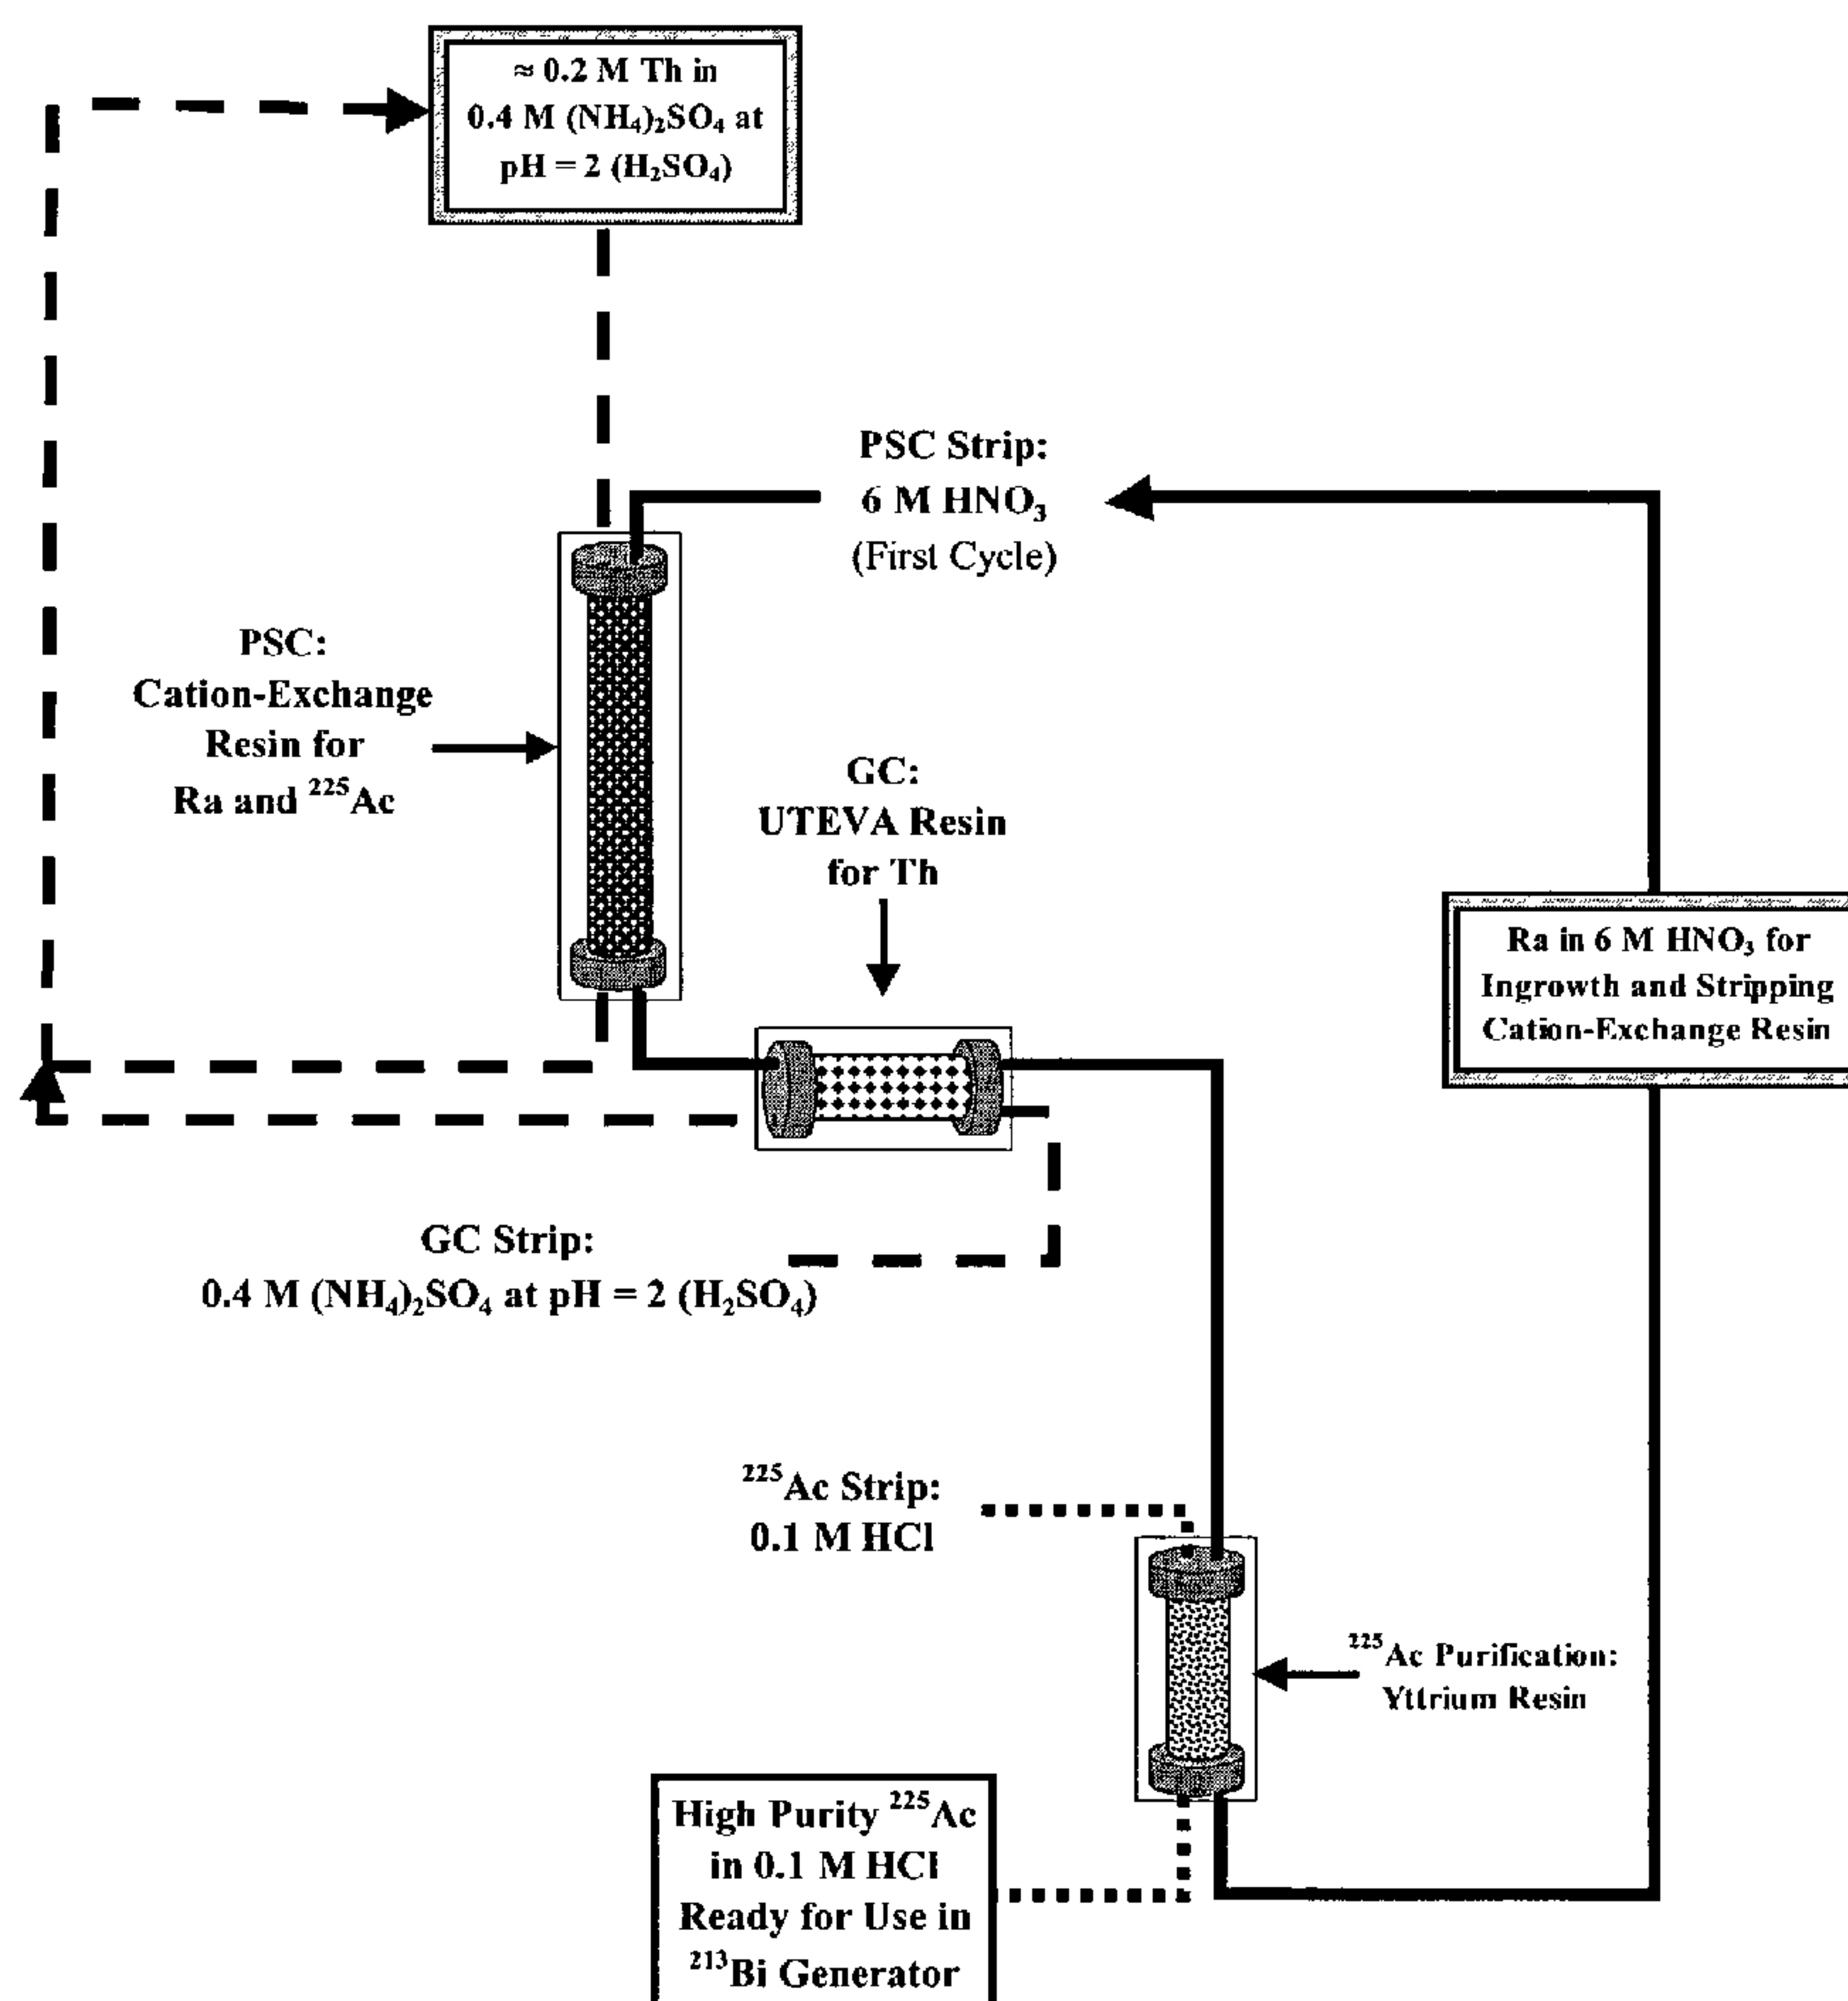 ≈ 0.2 M Th in
0.4 M (NH₄)₂SO₄ at
pH = 2 (H₂SO₄)
PSC Strip:
6 M HNO₃
(First Cycle)
PSC:
Cation-Exchange
Resin for
Ra and ²²⁵Ac
GC:
UTEVA Resin
for Th
Ra in 6 M HNO₃ for
Ingrowth and Stripping
Cation-Exchange Resin
GC Strip:
0.4 M (NH₄)₂SO₄ at pH = 2 (H₂SO₄)
²²⁵Ac Strip:
0.1 M HCl
²²⁵Ac Purification:
Yttrium Resin
High Purity ²²⁵Ac
in 0.1 M HCl
Ready for Use in
²¹³Bi Generator